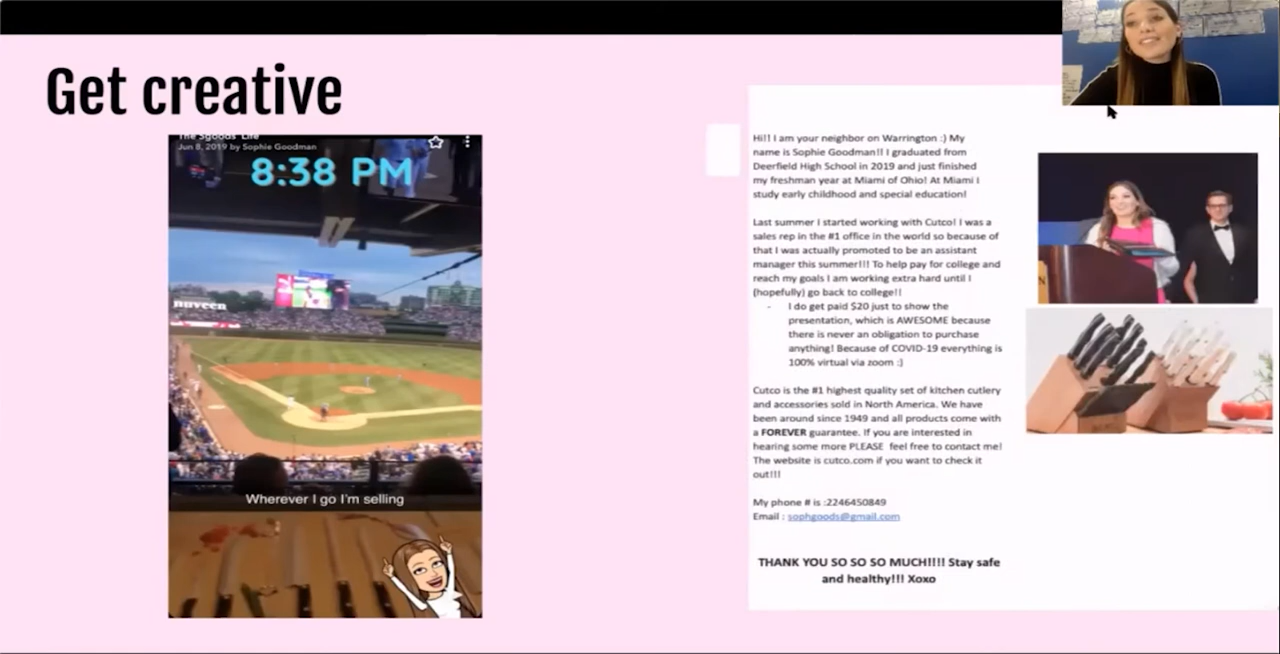 Get creative
The Sgoods' Life
Jun 8, 2019 by Sophie Goodman
8:38 PM
nuveen
Wherever I go I'm selling
Hi!! I am your neighbor on Warrington :) My
name is Sophie Goodman!! I graduated from
Deerfield High School in 2019 and just finished
my freshman year at Miami of Ohio! At Miami I
study early childhood and special education!
Last summer I started working with Cutco! I was a
sales rep in the #1 office in the world so because of
that I was actually promoted to be an assistant
manager this summer!!! To help pay for college and
reach my goals I am working extra hard until I
(hopefully) go back to college!!
- I do get paid $20 just to show the
presentation, which is AWESOME because
there is never an obligation to purchase
anything! Because of COVID-19 everything is
100% virtual via zoom :)
Cutco is the #1 highest quality set of kitchen cutlery
and accessories sold in North America. We have
been around since 1949 and all products come with
a FOREVER guarantee. If you are interested in
hearing some more PLEASE feel free to contact me!
The website is cutco.com if you want to check it
out!!!
My phone # is :2246450849
Email : sophgoods@gmail.com
THANK YOU SO SO SO MUCH!!!! Stay safe
and healthy!!! Xoxo